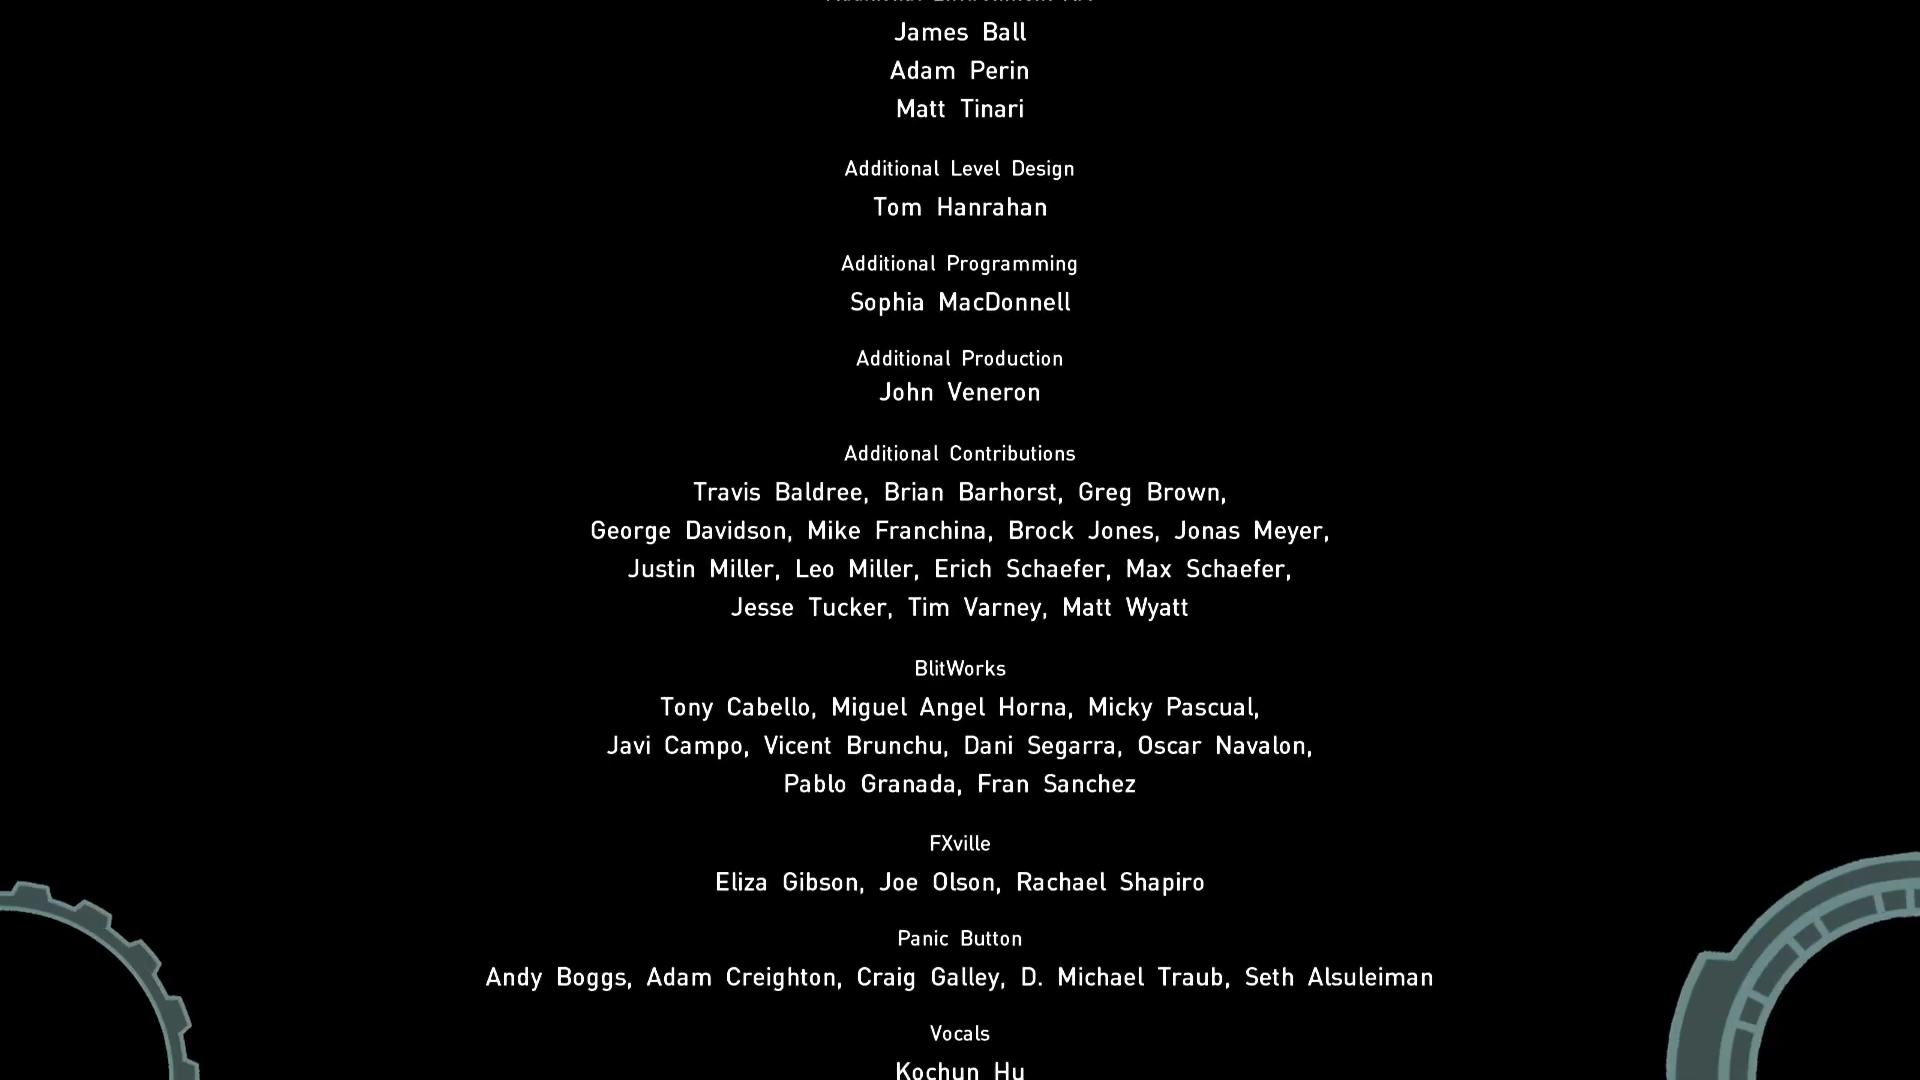 James Ball
Adam Perin
Matt Tinari
Additional Level Design
Tom Hanrahan
Additional Programming
Sophia MacDonnell
Additional Production
John Veneron
Additional Contributions
Travis Baldree, Brian Barhorst, Greg Brown,
George Davidson, Mike Franchina, Brock Jones, Jonas Meyer,
Justin Miller, Leo Miller, Erich Schaefer, Max Schaefer,
Jesse Tucker, Tim Varney, Matt Wyatt
BlitWorks
Tony Cabello, Miguel Angel Horna, Micky Pascual,
Javi Campo, Vicent Brunchu, Dani Segarra, Oscar Navalon,
Pablo Granada, Fran Sanchez
FXville
Eliza Gibson, Joe Olson, Rachael Shapiro
Panic Button
Andy Boggs, Adam Creighton, Craig Galley, D. Michael Traub, Seth Alsuleiman
Vocals
Kochun Hu